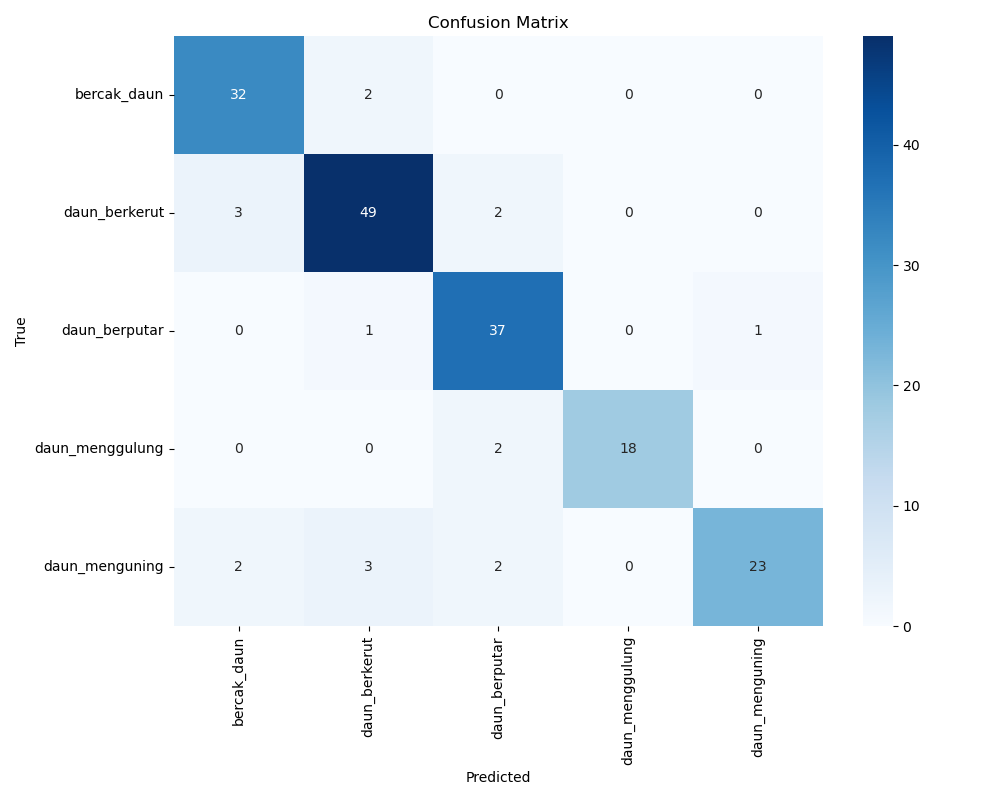 Confusion Matrix
True
bercak_daun 32 2 0 0 0
daun_berkerut 3 49 2 0 0
daun_berputar 0 1 37 0 1
daun_menggulung 0 0 2 18 0
daun_menguning 2 3 2 0 23
bercak_daun daun_berkerut daun_berputar daun_menggulung daun_menguning
Predicted
40
30
20
10
0